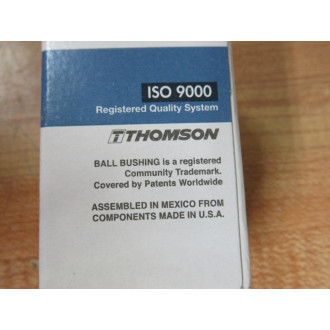 ISO 9000
Registered Quality System
THOMSON
BALL BUSHING is a registered
Community Trademark.
Covered by Patents Worldwide
ASSEMBLED IN MEXICO FROM
COMPONENTS MADE IN U.S.A.